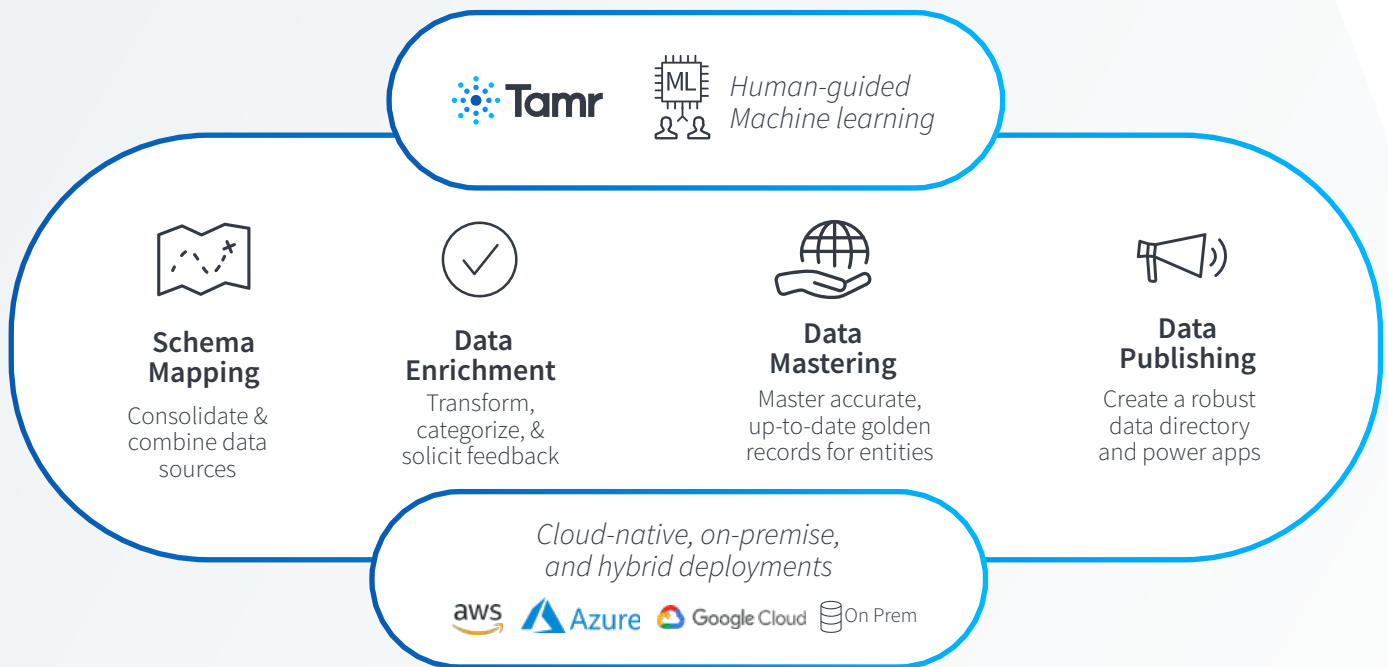 Tamr
ML
Human-guided
Machine learning
Schema
Mapping
Consolidate &
combine data
sources
Data
Enrichment
Transform,
categorize, &
solicit feedback
Data
Mastering
Master accurate,
up-to-date golden
records for entities
Data
Publishing
Create a robust
data directory
and power apps
Cloud-native, on-premise,
and hybrid deployments
aws
Azure
Google Cloud
On Prem